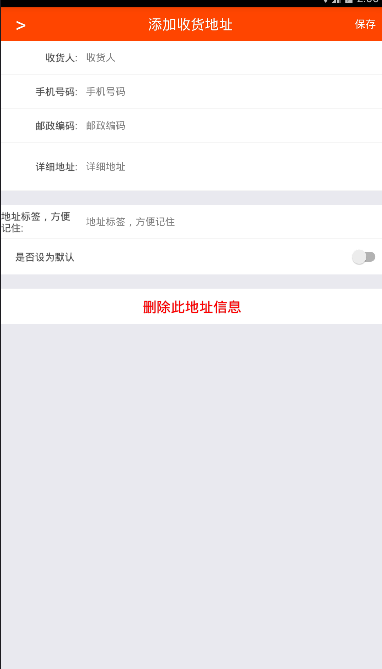 > 添加收货地址 保存
收货人: 收货人
手机号码: 手机号码
邮政编码: 邮政编码
详细地址: 详细地址
地址标签，方便
记住: 地址标签，方便记住
是否设为默认
删除此地址信息